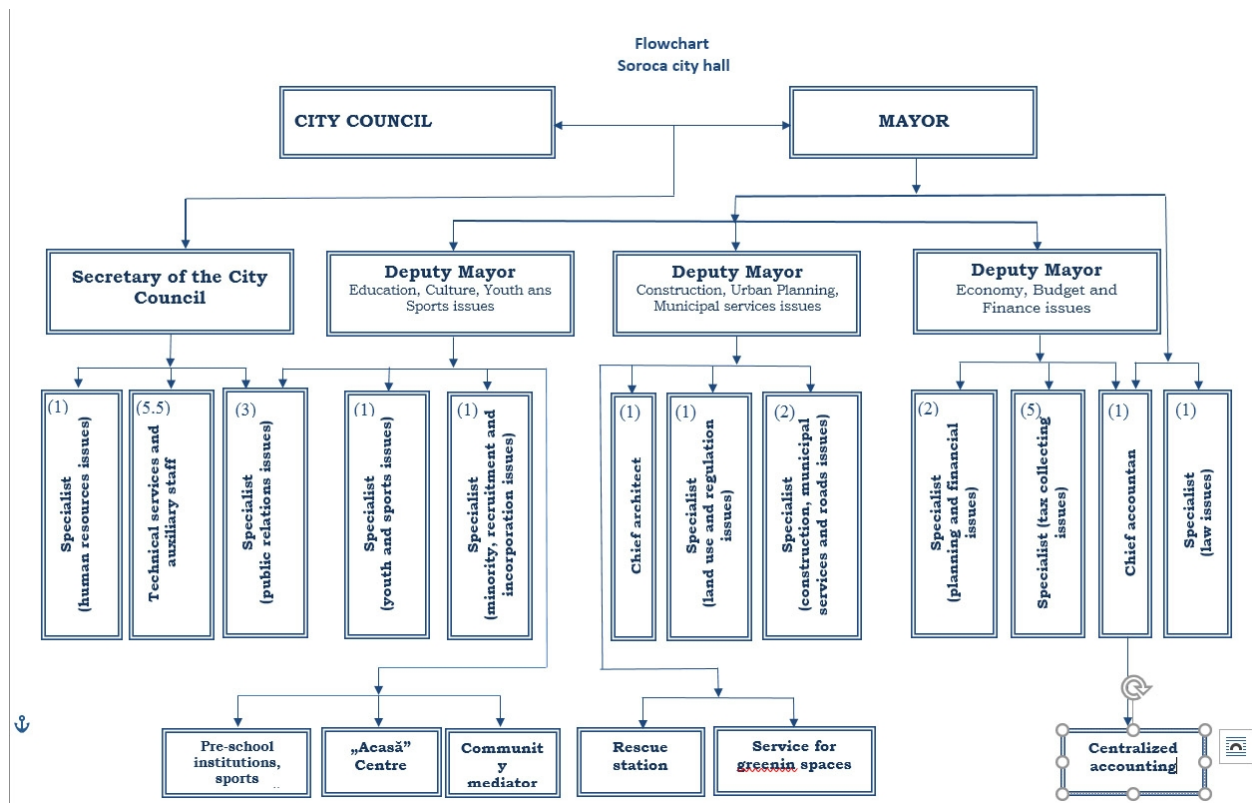 Flowchart
Soroca city hall
CITY COUNCIL
MAYOR
Secretary of the City
Council
Deputy Mayor
Education, Culture, Youth ans
Sports issues
Deputy Mayor
Construction, Urban Planning,
Municipal services issues
Deputy Mayor
Economy, Budget and
Finance issues
(1)
Specialist
(human resources issues)
(5.5)
Technical services and
auxiliary staff
(3)
Specialist
(public relations issues)
(1)
Specialist
(youth and sports issues)
(1)
Specialist
(minority, recruitment and
incorporation issues)
(1)
Chief architect
(1)
Specialist
(land use and regulation
issues)
(2)
Specialist
(construction, municipal
services and roads issues)
(2)
Specialist
(planning and financial
issues)
(5)
Specialist (tax collecting
issues)
(1)
Chief accountan
(1)
Specialist
(law issues)
Pre-school
institutions,
sports
„Acasă”
Centre
Communit
y
mediator
Rescue
station
Service for
greenin spaces
Centralized
accounting